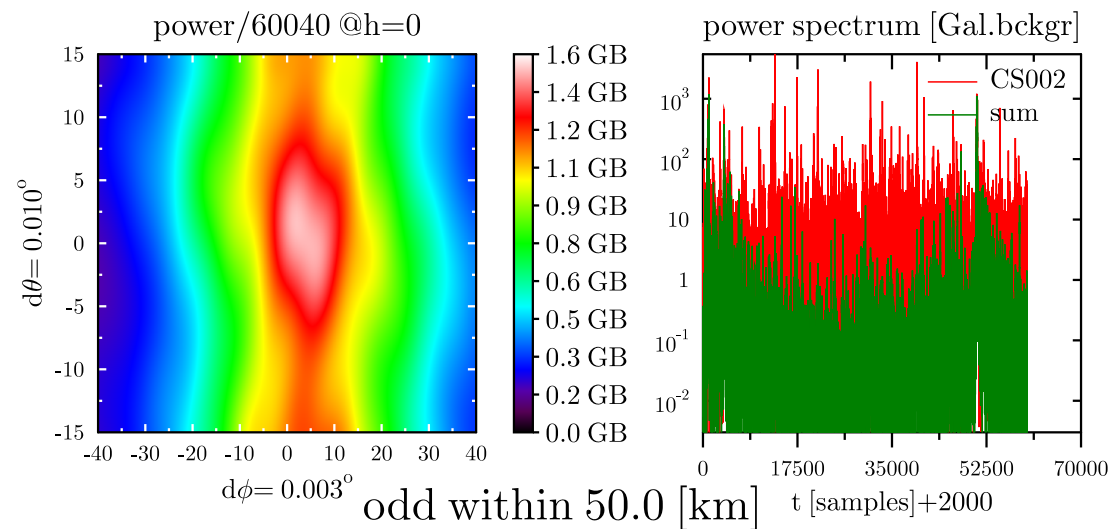 power/60040 @h=0
15
10
5
0
-5
-10
-15
dθ= 0.010°
-40 -30 -20 -10 0 10 20 30 40
dϕ= 0.003°
1.6 GB
1.4 GB
1.2 GB
1.1 GB
0.9 GB
0.8 GB
0.6 GB
0.5 GB
0.3 GB
0.2 GB
0.0 GB
power spectrum [Gal.bckgr]
CS002
sum
10³
10²
10
1
10⁻¹
10⁻²
0 17500 35000 52500 70000
t [samples]+2000
odd within 50.0 [km]